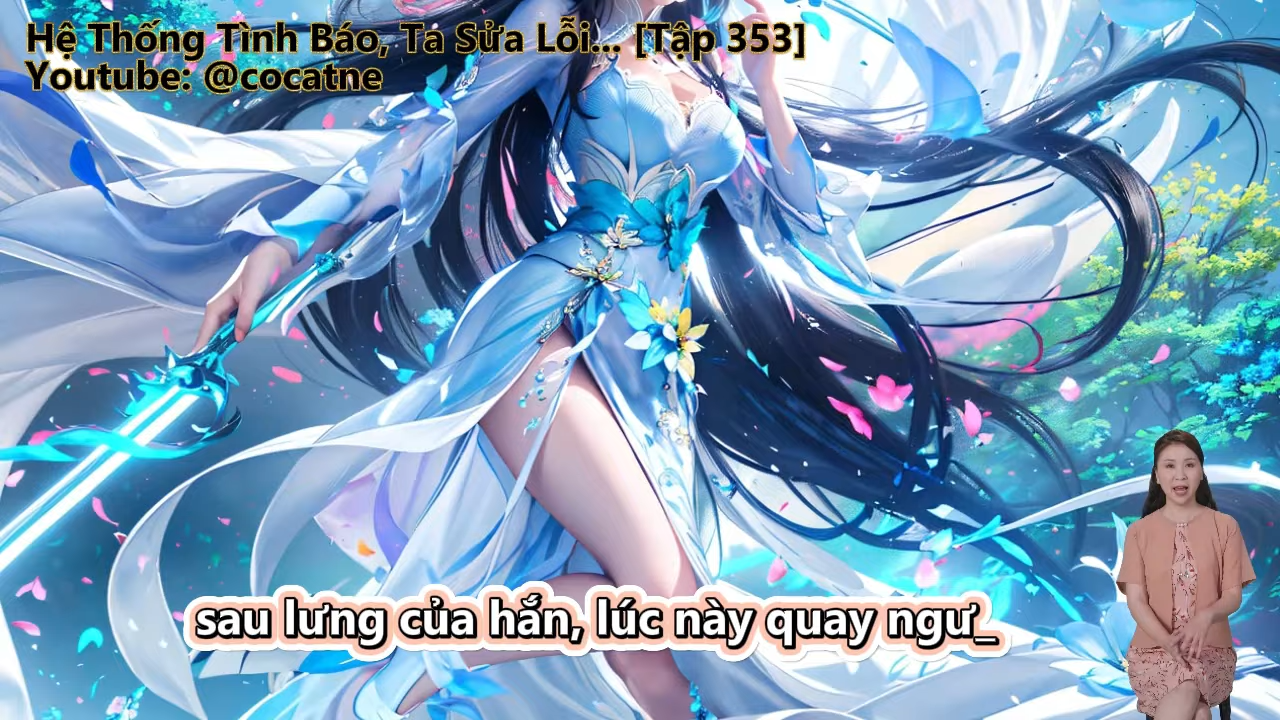 Hệ Thống Tình Báo, Ta Sửa Lỗi... [Tập 353]
Youtube: @cocatne
sau lưng của hắn, lúc này quay ngư_